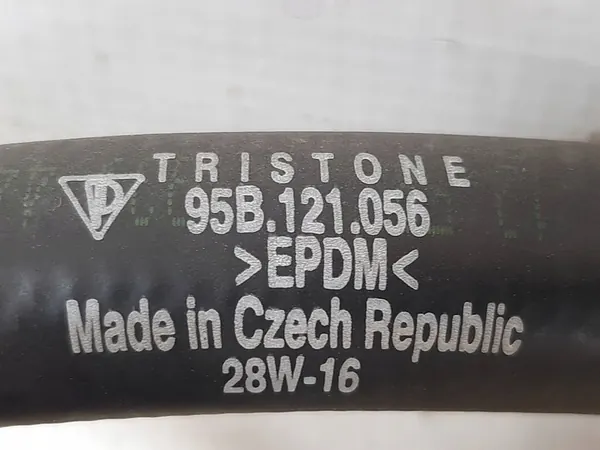 TRISTONE
95B.121.056
>EPDM<
Made in Czech Republic
28W-16